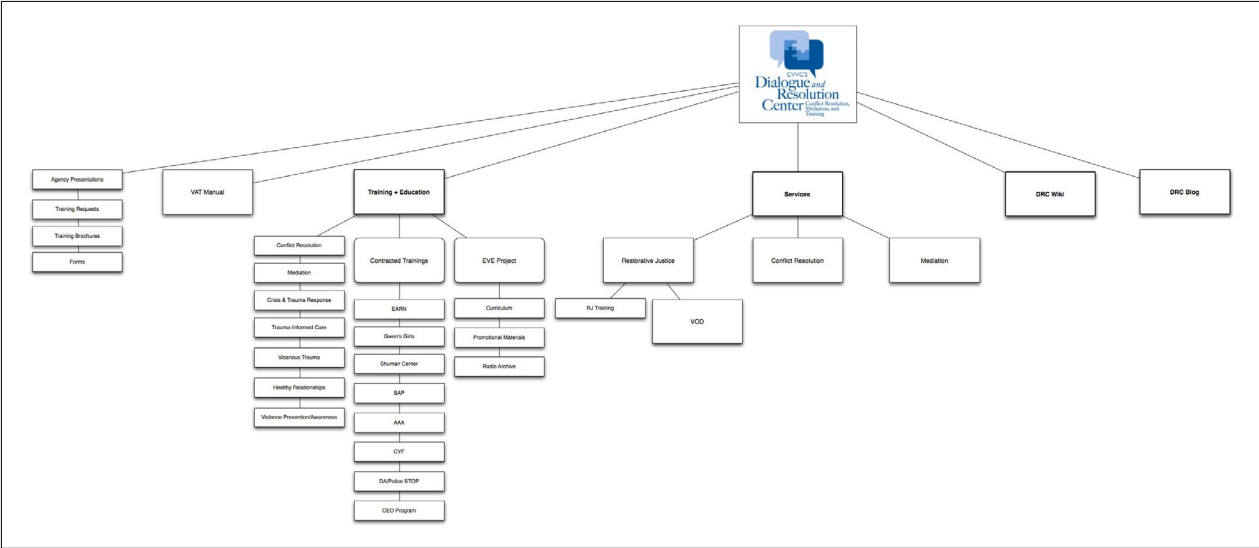 CVVC'S
Dialogue and
Resolution
Center
Conflict Resolution,
Mediation, and
Training
Agency Presentations
Training Requests
Training Brochures
Forms
VAT Manual
Training + Education
Conflict Resolution
Mediation
Crisis & Trauma Response
Trauma-Informed Care
Vicarious Trauma
Healthy Relationships
Violence Prevention/Awareness
Contracted Trainings
EARN
Gwen's Girls
Shuman Center
SAP
AAA
CYF
DA/Police STOP
CEO Program
EVE Project
Curriculum
Promotional Materials
Radio Archive
Services
Restorative Justice
RJ Training
VOD
Conflict Resolution
Mediation
DRC Wiki
DRC Blog